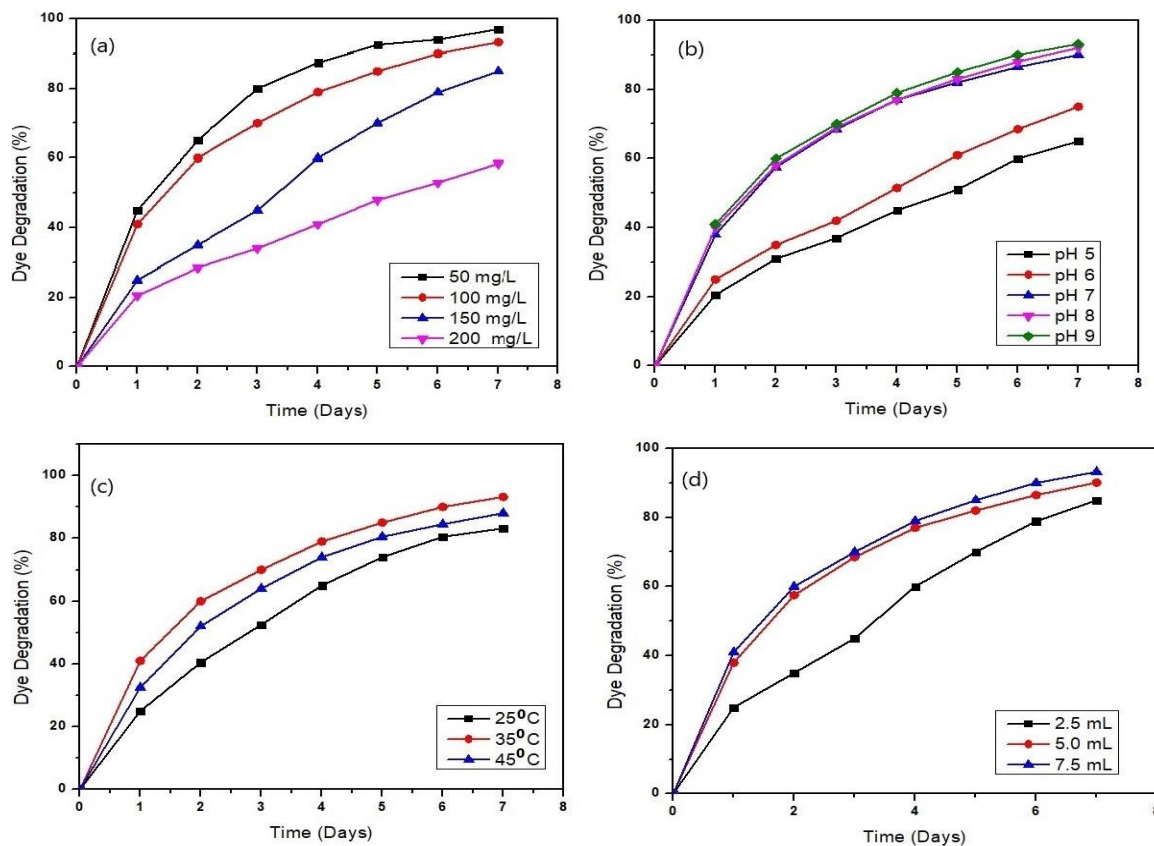 (a)
Dye Degradation (%)
100
80
60
40
20
0
0 1 2 3 4 5 6 7 8
Time (Days)
50 mg/L
100 mg/L
150 mg/L
200 mg/L
(b)
Dye Degradation (%)
100
80
60
40
20
0
0 1 2 3 4 5 6 7 8
Time (Days)
pH 5
pH 6
pH 7
pH 8
pH 9
(c)
Dye Degradation (%)
100
80
60
40
20
0
0 1 2 3 4 5 6 7 8
Time (Days)
25⁰C
35⁰C
45⁰C
(d)
Dye Degradation (%)
100
80
60
40
20
0
0 2 4 6 8
Time (Days)
2.5 mL
5.0 mL
7.5 mL